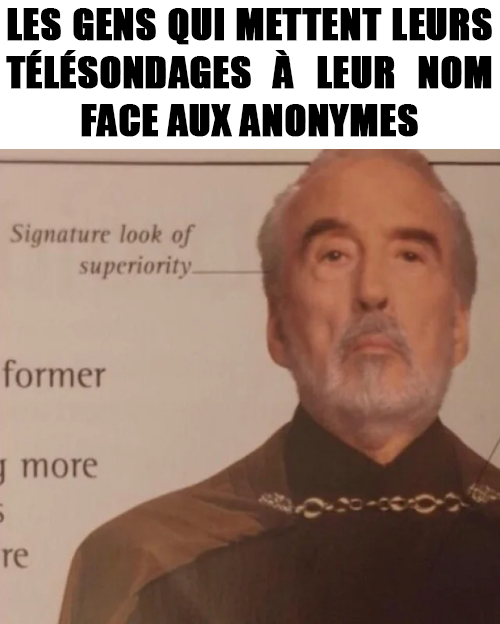 LES GENS QUI METTENT LEURS
TÉLÉSONDAGES À LEUR NOM
FACE AUX ANONYMES
Signature look of
superiority
former
more
re